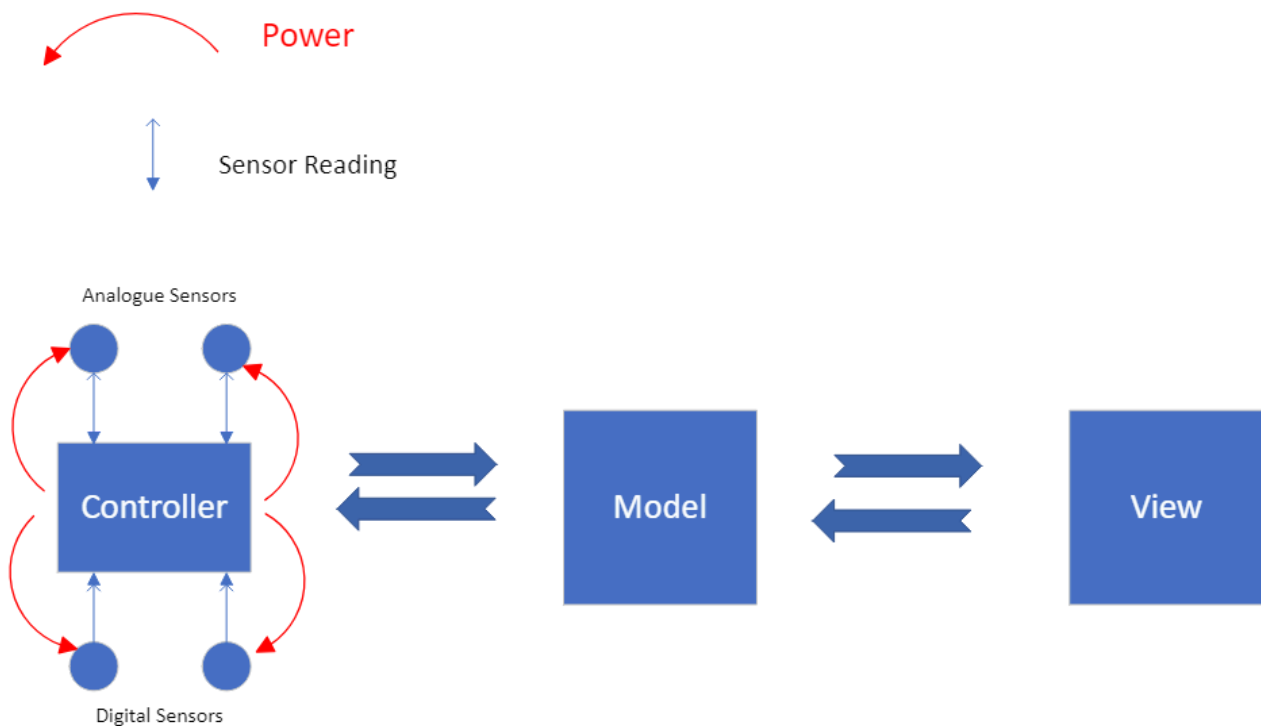 Power
Sensor Reading
Analogue Sensors
Controller
Model
View
Digital Sensors